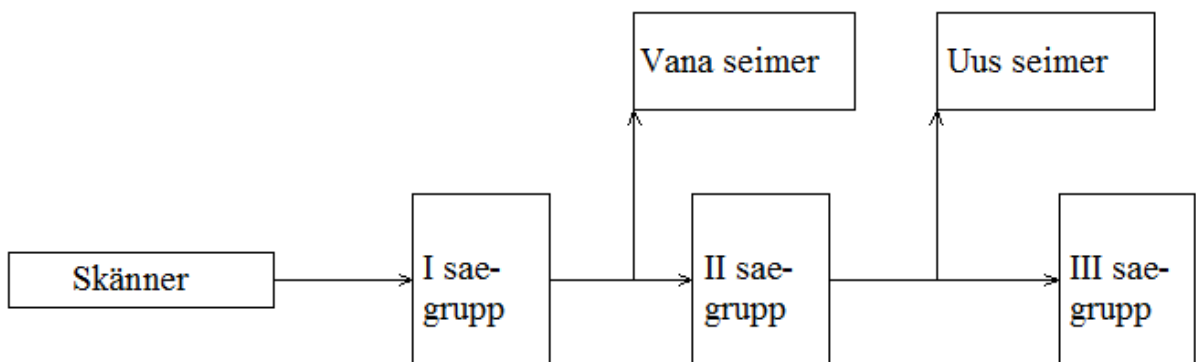 Vana seimer
Uus seimer
Skänner
I sae-
grupp
II sae-
grupp
III sae-
grupp